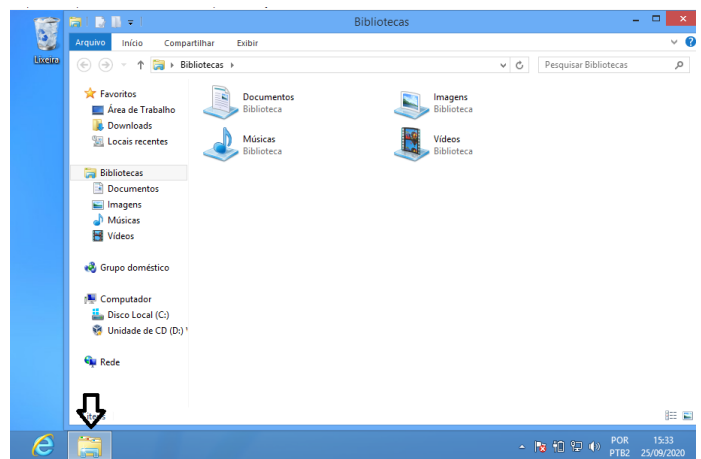 Bibliotecas
Lixeira
Arquivo Início Compartilhar Exibir
Bibliotecas
Pesquisar Bibliotecas
Favoritos
Área de Trabalho
Downloads
Locais recentes
Bibliotecas
Documentos
Imagens
Músicas
Vídeos
Grupo doméstico
Computador
Disco Local (C:)
Unidade de CD (D:)
Rede
Documentos
Biblioteca
Imagens
Biblioteca
Músicas
Biblioteca
Vídeos
Biblioteca
POR 15:33
PTB2 25/09/2020